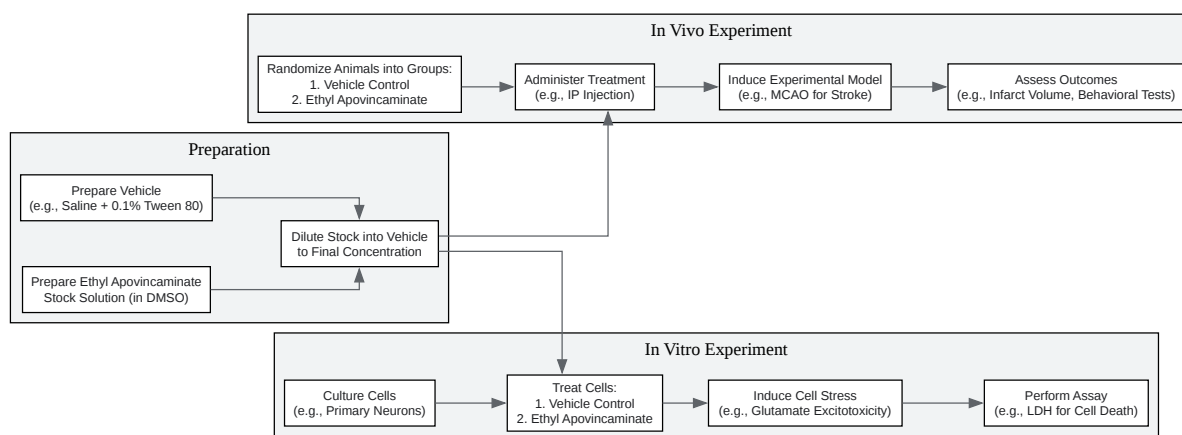 In Vivo Experiment
Randomize Animals into Groups:
1. Vehicle Control
2. Ethyl Apovincaminate
Administer Treatment
(e.g., IP Injection)
Induce Experimental Model
(e.g., MCAO for Stroke)
Assess Outcomes
(e.g., Infarct Volume, Behavioral Tests)
Preparation
Prepare Vehicle
(e.g., Saline + 0.1% Tween 80)
Dilute Stock into Vehicle
to Final Concentration
Prepare Ethyl Apovincaminate
Stock Solution (in DMSO)
In Vitro Experiment
Culture Cells
(e.g., Primary Neurons)
Treat Cells:
1. Vehicle Control
2. Ethyl Apovincaminate
Induce Cell Stress
(e.g., Glutamate Excitotoxicity)
Perform Assay
(e.g., LDH for Cell Death)